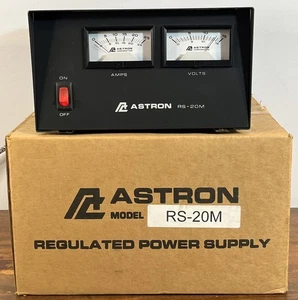 ON
OFF
AMPS
VOLTS
ASTRON RS-20M
ASTRON
MODEL RS-20M
REGULATED POWER SUPPLY